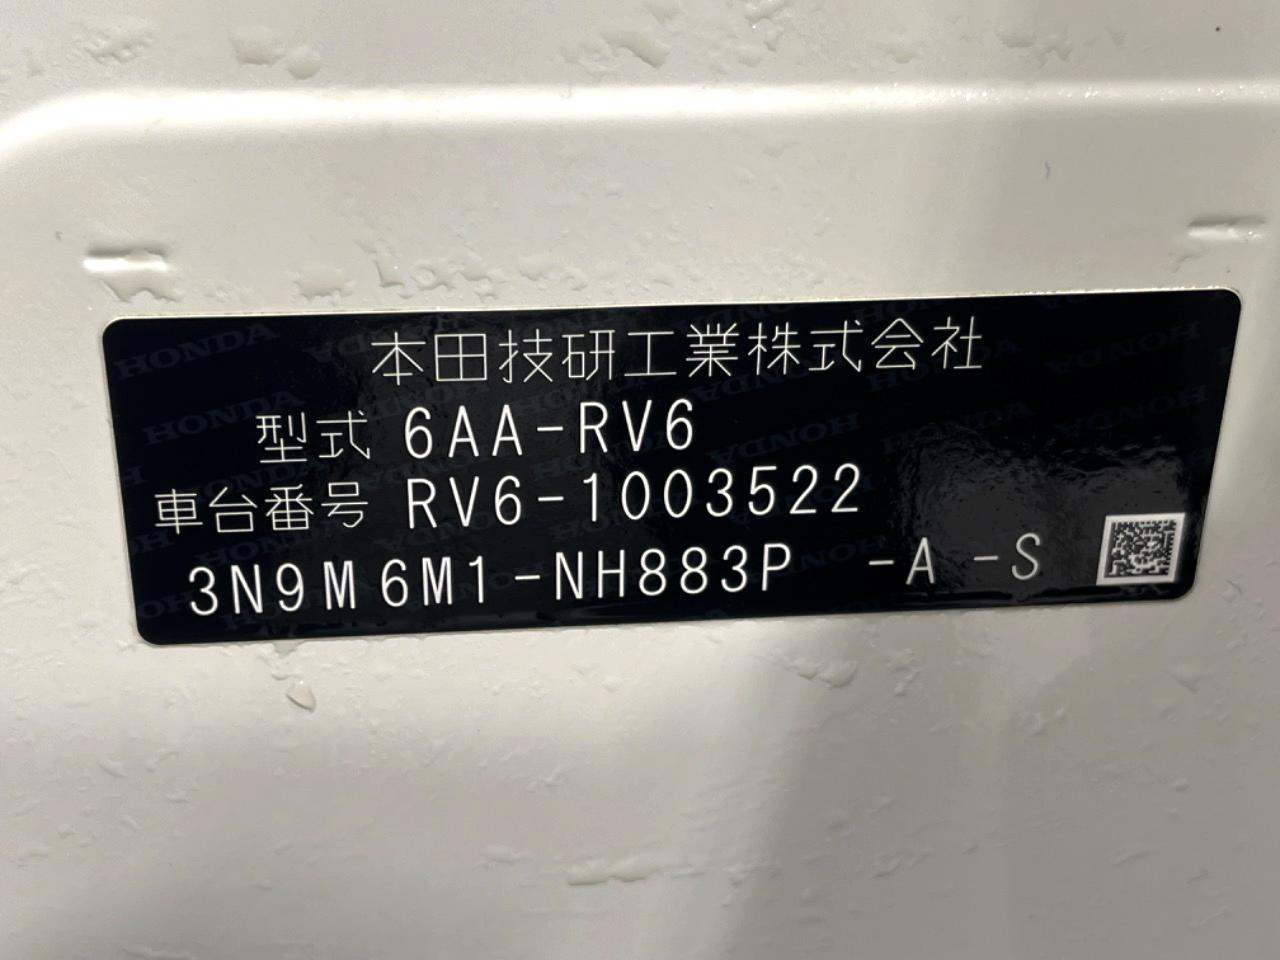 本田技研工業株式会社
型式 6AA-RV6
車台番号 RV6-1003522
3N9M6M1-NH883P -A -S